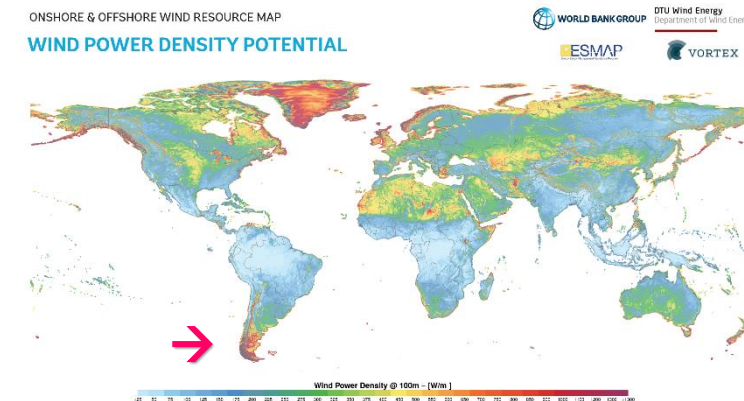 ONSHORE & OFFSHORE WIND RESOURCE MAP
WIND POWER DENSITY POTENTIAL
WORLD BANK GROUP
DTU Wind Energy
Department of Wind Ener
ESMAP
VORTEX
Wind Power Density @ 100m – [W/m ]